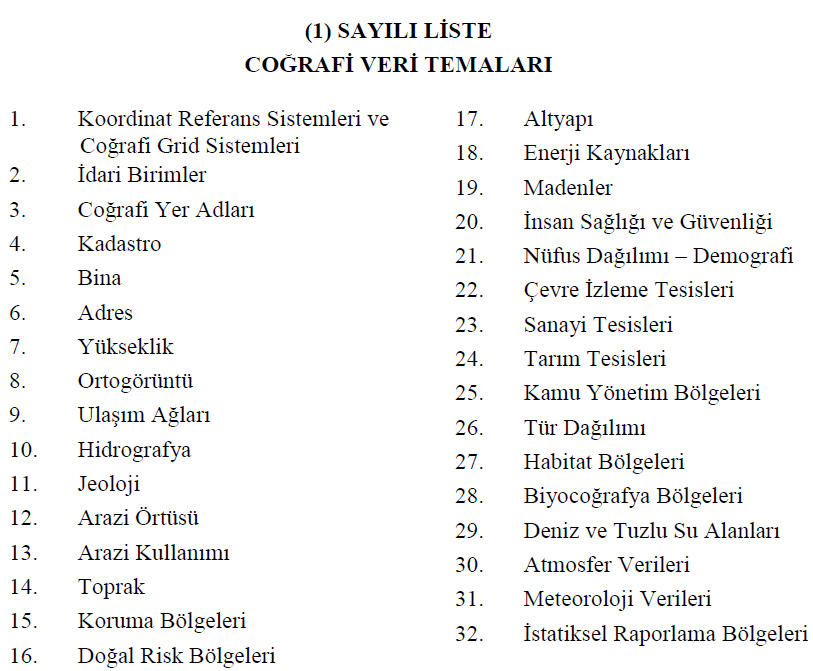 (1) SAYILI LİSTE
COĞRAFİ VERİ TEMALARI
1. Koordinat Referans Sistemleri ve
Coğrafi Grid Sistemleri
2. İdari Birimler
3. Coğrafi Yer Adları
4. Kadastro
5. Bina
6. Adres
7. Yükseklik
8. Ortogörüntü
9. Ulaşım Ağları
10. Hidrografya
11. Jeoloji
12. Arazi Örtüsü
13. Arazi Kullanımı
14. Toprak
15. Koruma Bölgeleri
16. Doğal Risk Bölgeleri
17. Altyapı
18. Enerji Kaynakları
19. Madenler
20. İnsan Sağlığı ve Güvenliği
21. Nüfus Dağılımı – Demografi
22. Çevre İzleme Tesisleri
23. Sanayi Tesisleri
24. Tarım Tesisleri
25. Kamu Yönetim Bölgeleri
26. Tür Dağılımı
27. Habitat Bölgeleri
28. Biyocoğrafya Bölgeleri
29. Deniz ve Tuzlu Su Alanları
30. Atmosfer Verileri
31. Meteoroloji Verileri
32. İstatiksel Raporlama Bölgeleri